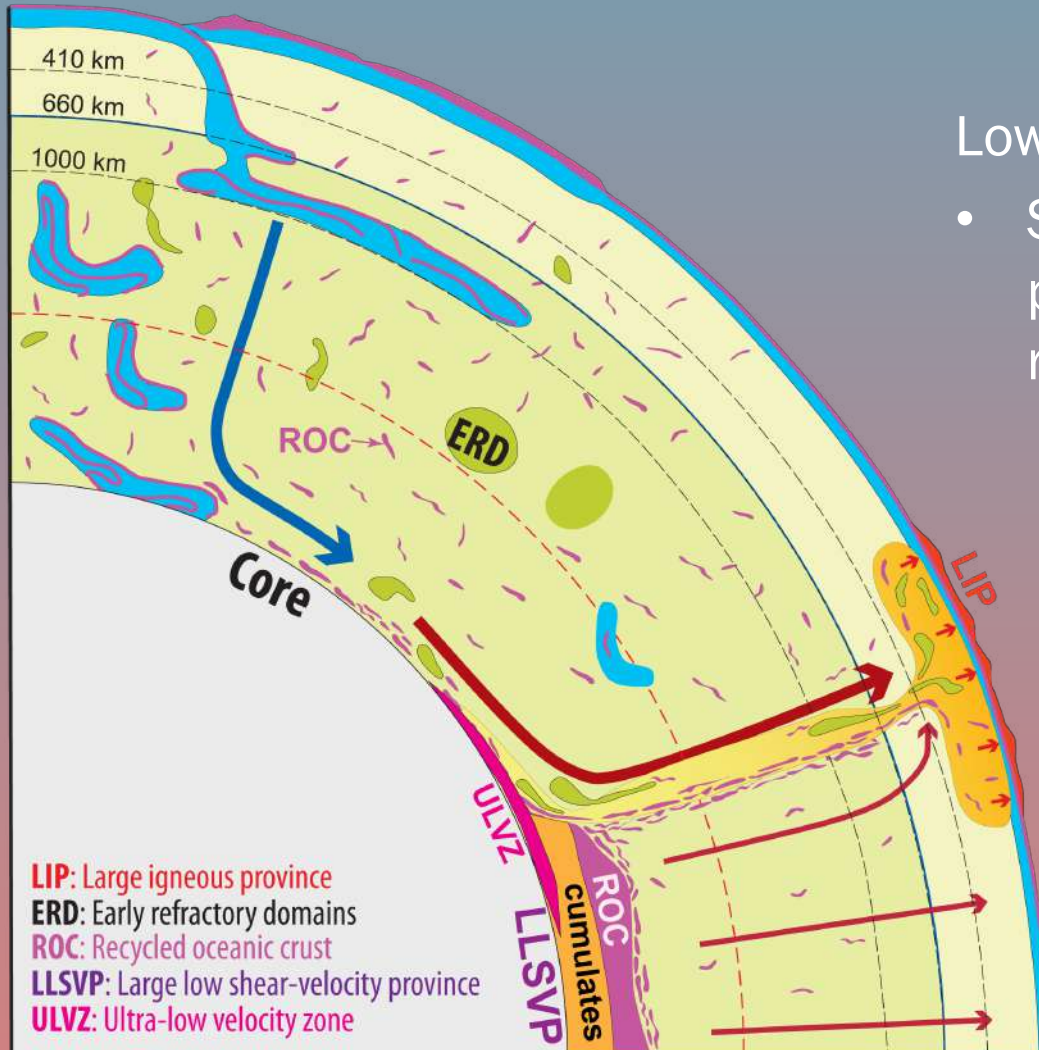 410 km
660 km
1000 km
Low
•
ROC
ERD
Core
LIP
ULVZ
LLSVP
cumulates
ROC
LIP: Large igneous province
ERD: Early refractory domains
ROC: Recycled oceanic crust
LLSVP: Large low shear-velocity province
ULVZ: Ultra-low velocity zone